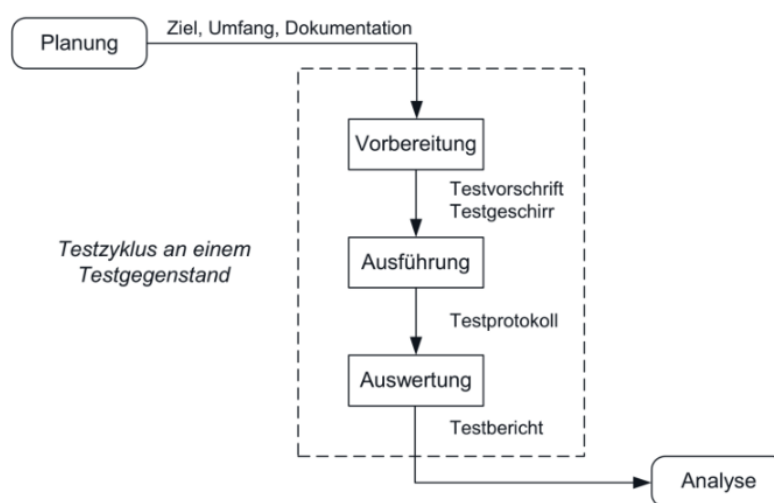 Planung
Ziel, Umfang, Dokumentation
Vorbereitung
Testvorschrift
Testgeschirr
Testzyklus an einem
Testgegenstand
Ausführung
Testprotokoll
Auswertung
Testbericht
Analyse